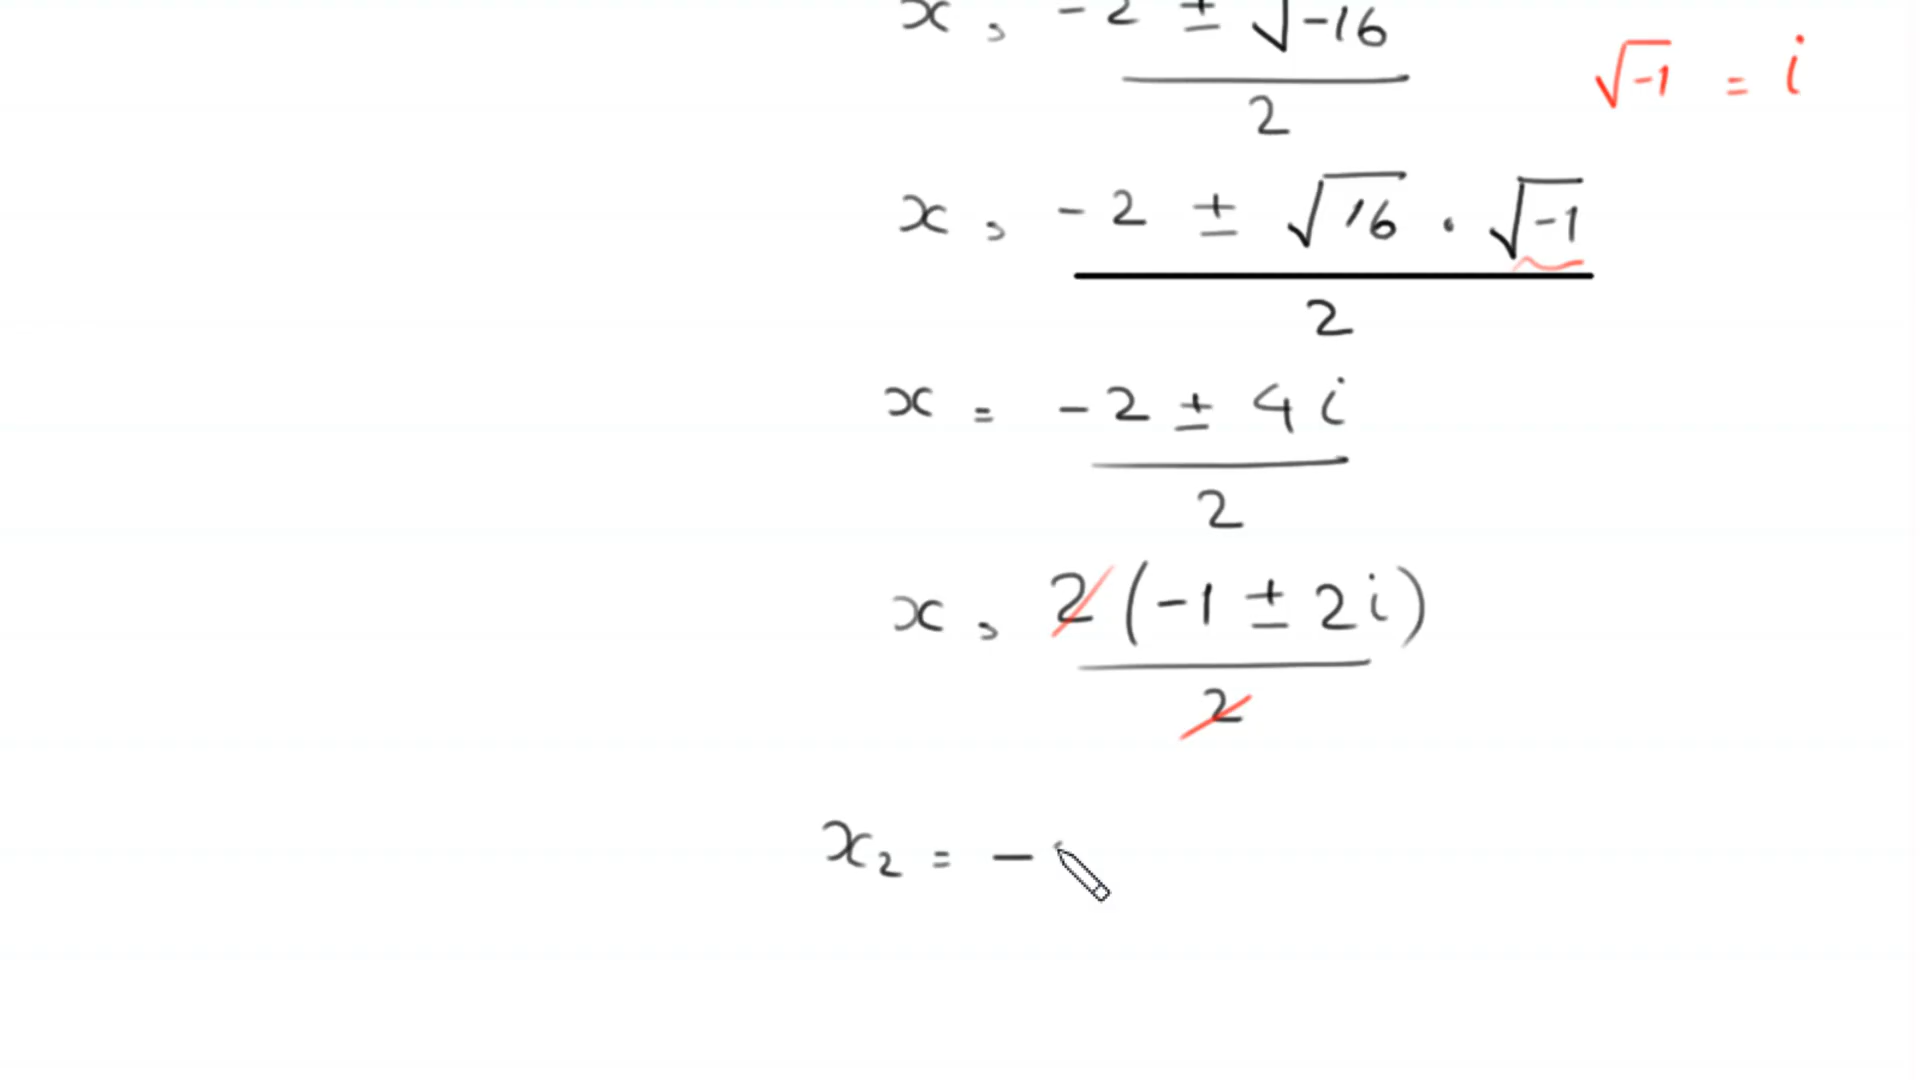 x = -2 ± √-16
2
√-1 = i
x = -2 ± √16 · √-1
2
x = -2 ± 4i
2
x = 2(-1 ± 2i)
2
x₂ = -